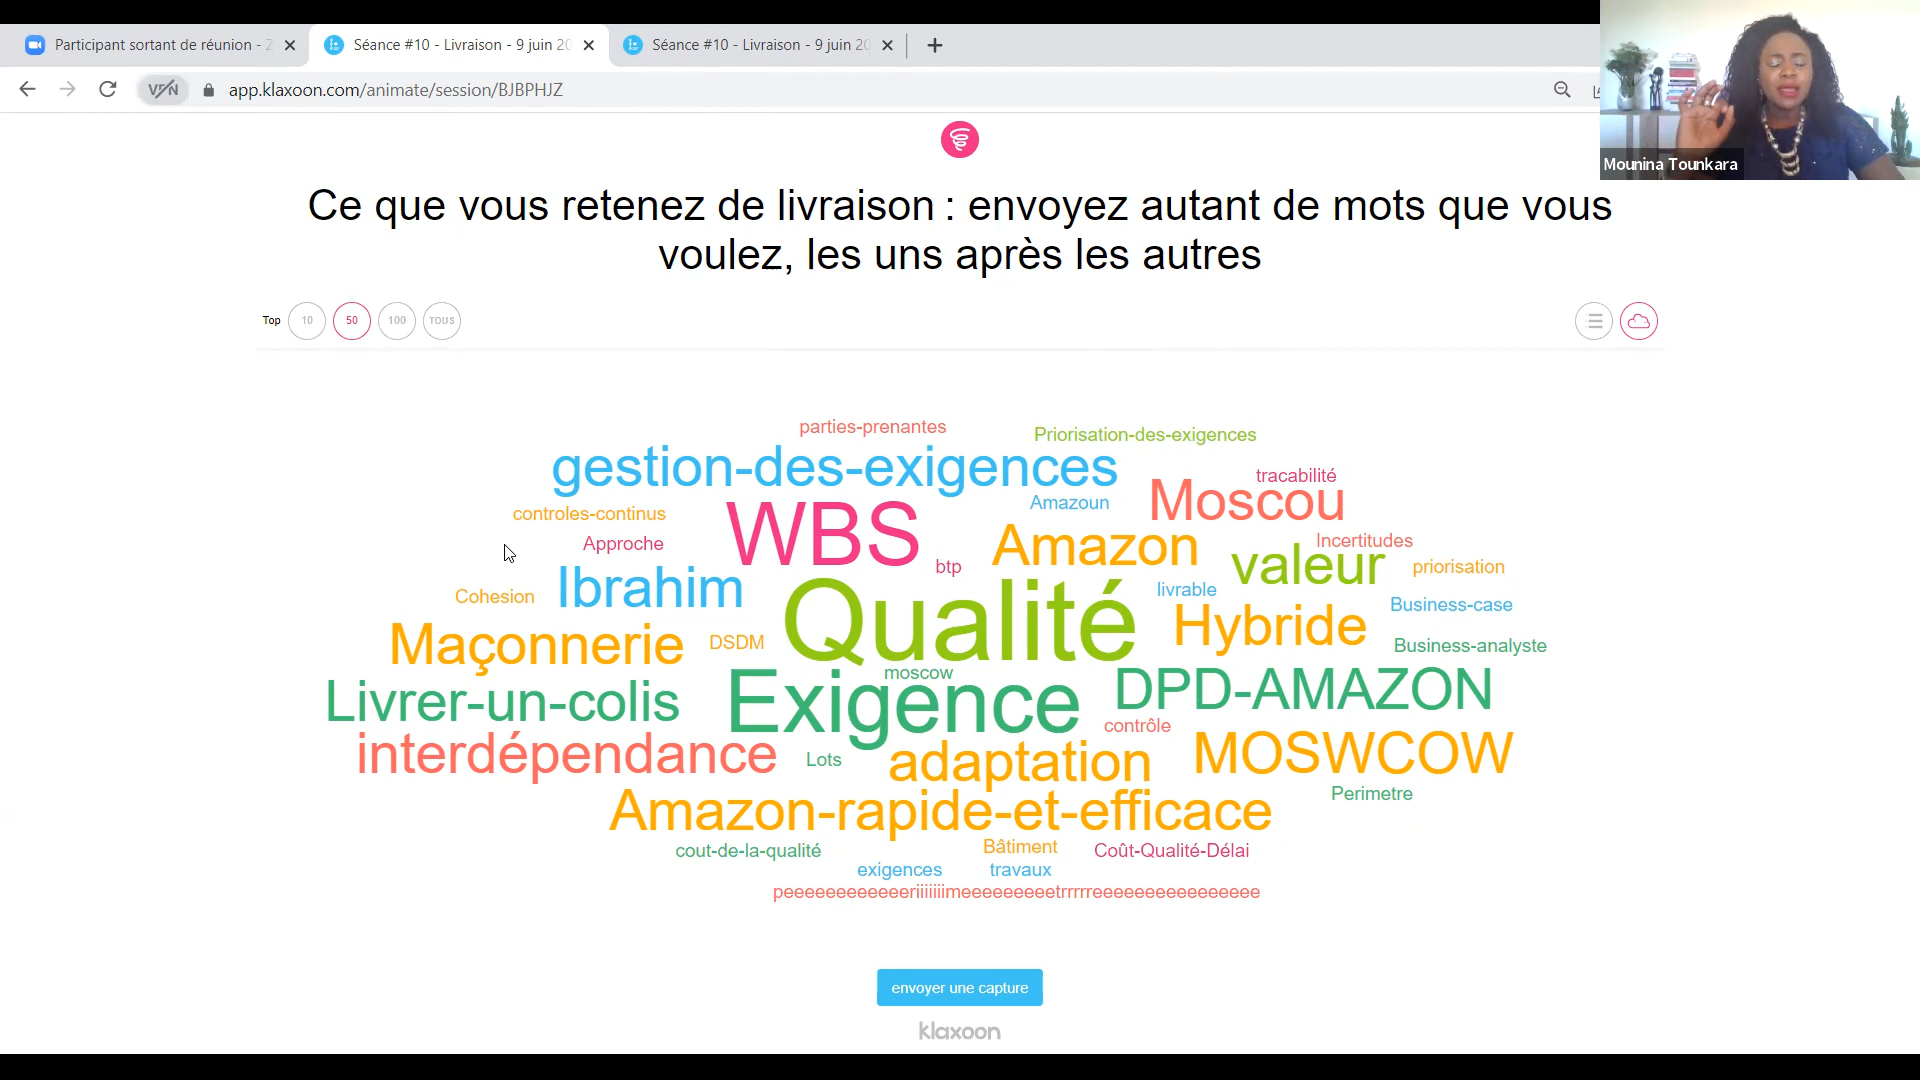 Participant sortant de réunion - Z
Séance #10 - Livraison - 9 juin 20
Séance #10 - Livraison - 9 juin 20
VPN
app.klaxoon.com/animate/session/BJBPHJZ
Mounina Tounkara
Ce que vous retenez de livraison : envoyez autant de mots que vous
voulez, les uns après les autres
Top 10 50 100 TOUS
parties-prenantes
Priorisation-des-exigences
gestion-des-exigences
tracabilité
Moscou
Amazoun
controles-continus
WBS
Approche
Amazon
Incertitudes
valeur
btp
priorisation
Ibrahim
livrable
Cohesion
Business-case
Qualité
Hybride
Maçonnerie
DSDM
Business-analyste
moscow
Livrer-un-colis
Exigence
DPD-AMAZON
contrôle
interdépendance
Lots
adaptation
MOSWCOW
Perimetre
Amazon-rapide-et-efficace
cout-de-la-qualité
Bâtiment
Coût-Qualité-Délai
exigences
travaux
peeeeeeeeeeeeriiiiiiimeeeeeeeeetrrrrreeeeeeeeeeeeeeee
envoyer une capture
klaxoon